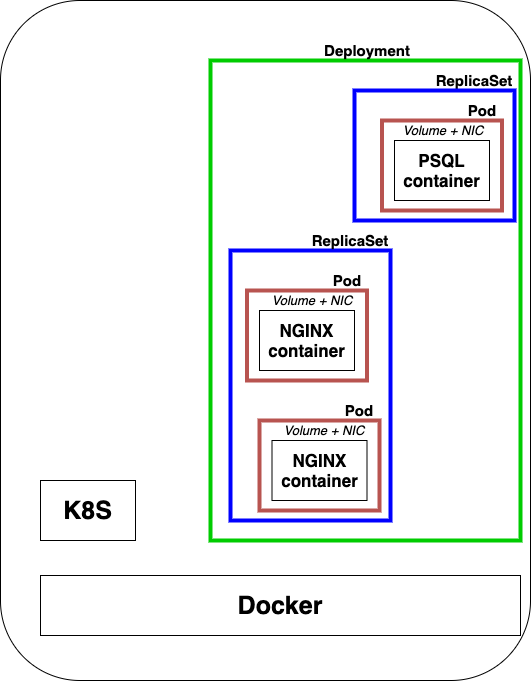 Deployment
ReplicaSet
Pod
Volume + NIC
PSQL
container
ReplicaSet
Pod
Volume + NIC
NGINX
container
Pod
Volume + NIC
NGINX
container
K8S
Docker